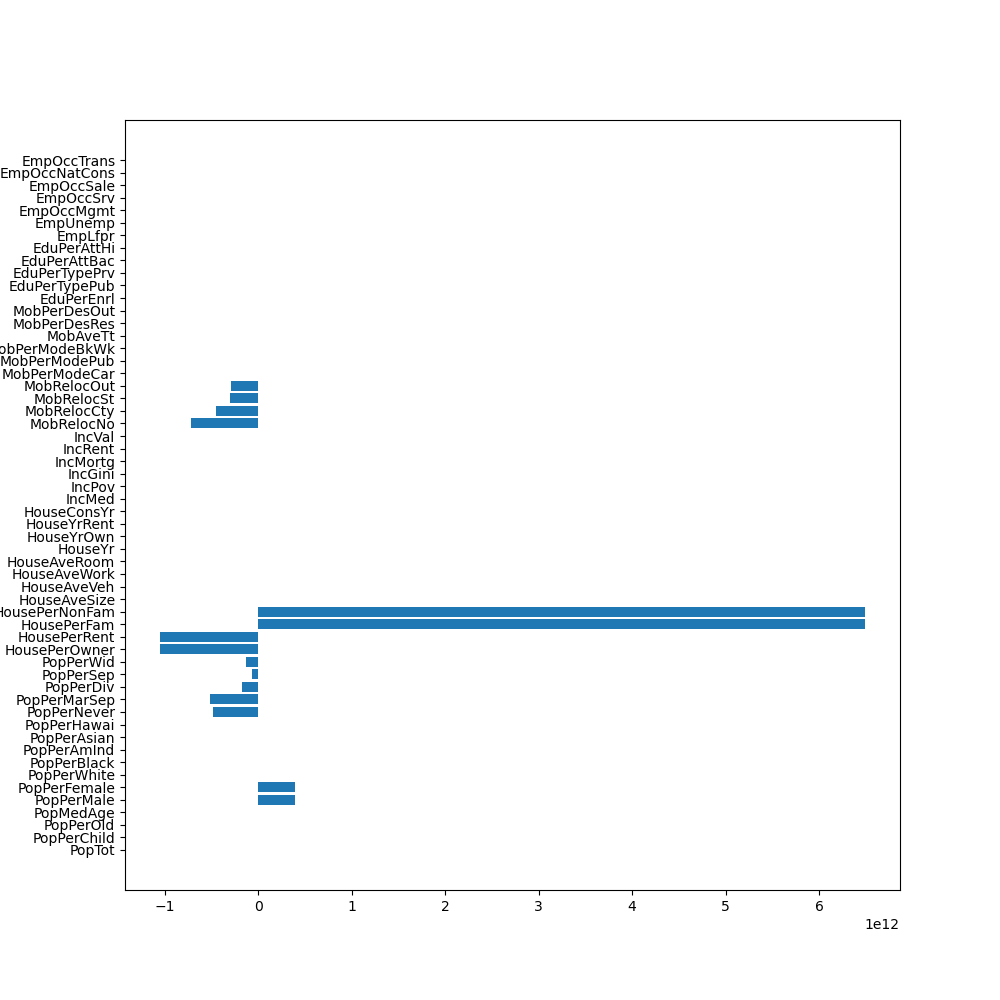 EmpOccTrans
EmpOccNatCons
EmpOccSale
EmpOccSrv
EmpOccMgmt
EmpUnemp
EmpLfpr
EduPerAttHi
EduPerAttBac
EduPerTypePrv
EduPerTypePub
EduPerEnrl
MobPerDesOut
MobPerDesRes
MobAveTt
obPerModeBkWk
MobPerModePub
MobPerModeCar
MobRelocOut
MobRelocSt
MobRelocCty
MobRelocNo
IncVal
IncRent
IncMortg
IncGini
IncPov
IncMed
HouseConsYr
HouseYrRent
HouseYrOwn
HouseYr
HouseAveRoom
HouseAveWork
HouseAveVeh
HouseAveSize
HousePerNonFam
HousePerFam
HousePerRent
HousePerOwner
PopPerWid
PopPerSep
PopPerDiv
PopPerMarSep
PopPerNever
PopPerHawai
PopPerAsian
PopPerAmInd
PopPerBlack
PopPerWhite
PopPerFemale
PopPerMale
PopMedAge
PopPerOld
PopPerChild
PopTot
−1 0 1 2 3 4 5 6
1e12